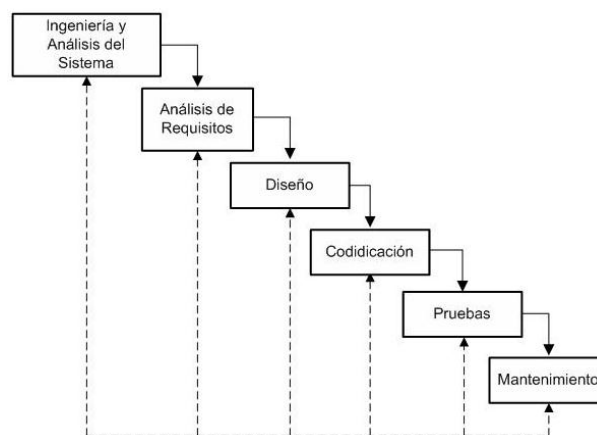 Ingeniería y
Análisis del
Sistema
Análisis de
Requisitos
Diseño
Codidicación
Pruebas
Mantenimiento